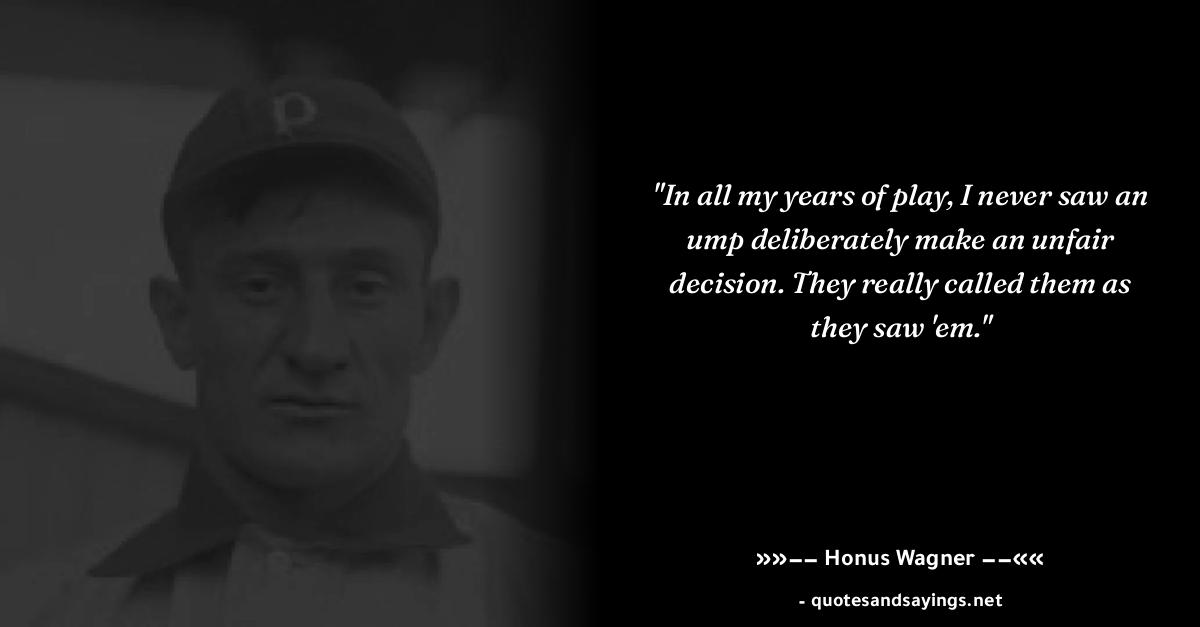 P
"In all my years of play, I never saw an
ump deliberately make an unfair
decision. They really called them as
they saw 'em."
»»−− Honus Wagner −−««
- quotesandsayings.net